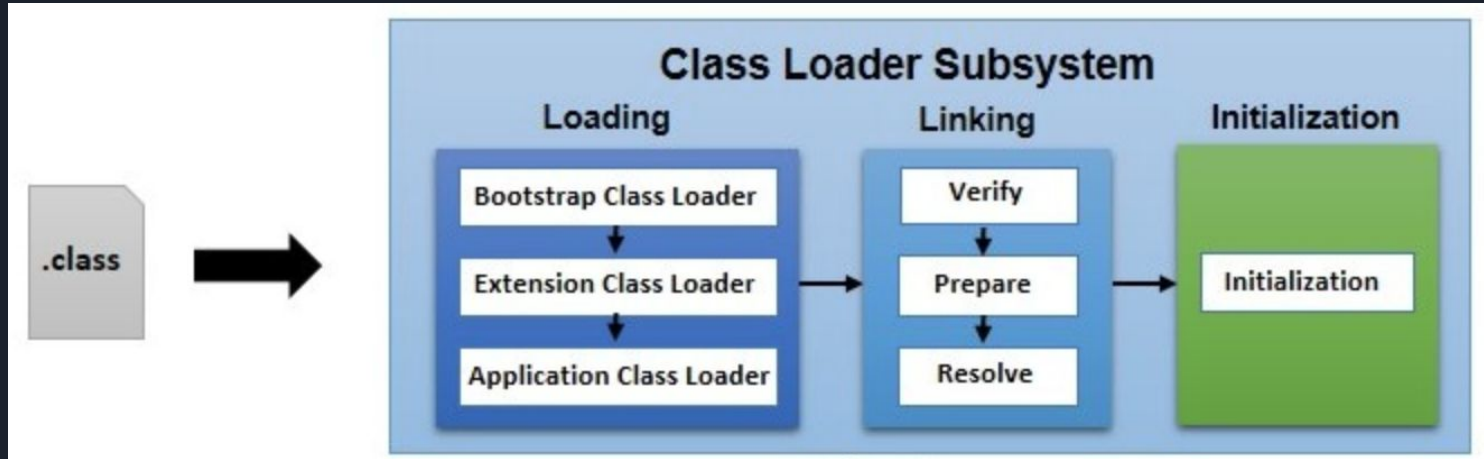 Class Loader Subsystem
Loading
Linking
Initialization
.class
Bootstrap Class Loader
Extension Class Loader
Application Class Loader
Verify
Prepare
Resolve
Initialization